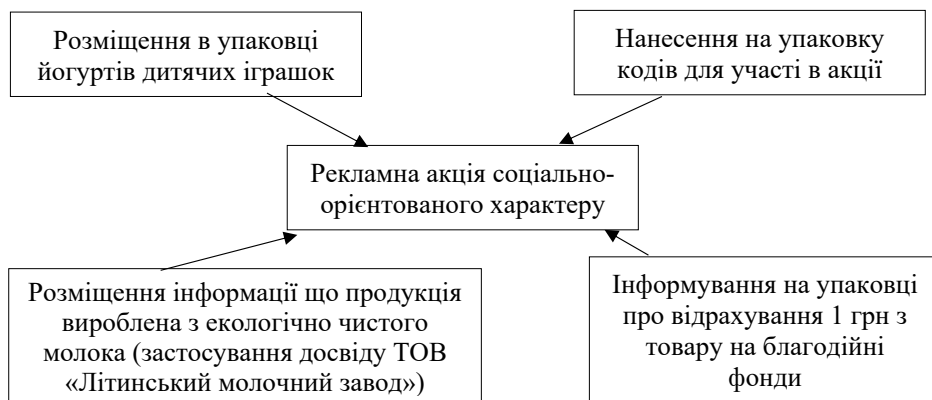 Розміщення в упаковці
йогуртів дитячих іграшок
Нанесення на упаковку
кодів для участі в акції
Рекламна акція соціально-
орієнтованого характеру
Розміщення інформації що продукція
вироблена з екологічно чистого
молока (застосування досвіду ТОВ
«Літинський молочний завод»)
Інформування на упаковці
про відрахування 1 грн з
товару на благодійні
фонди